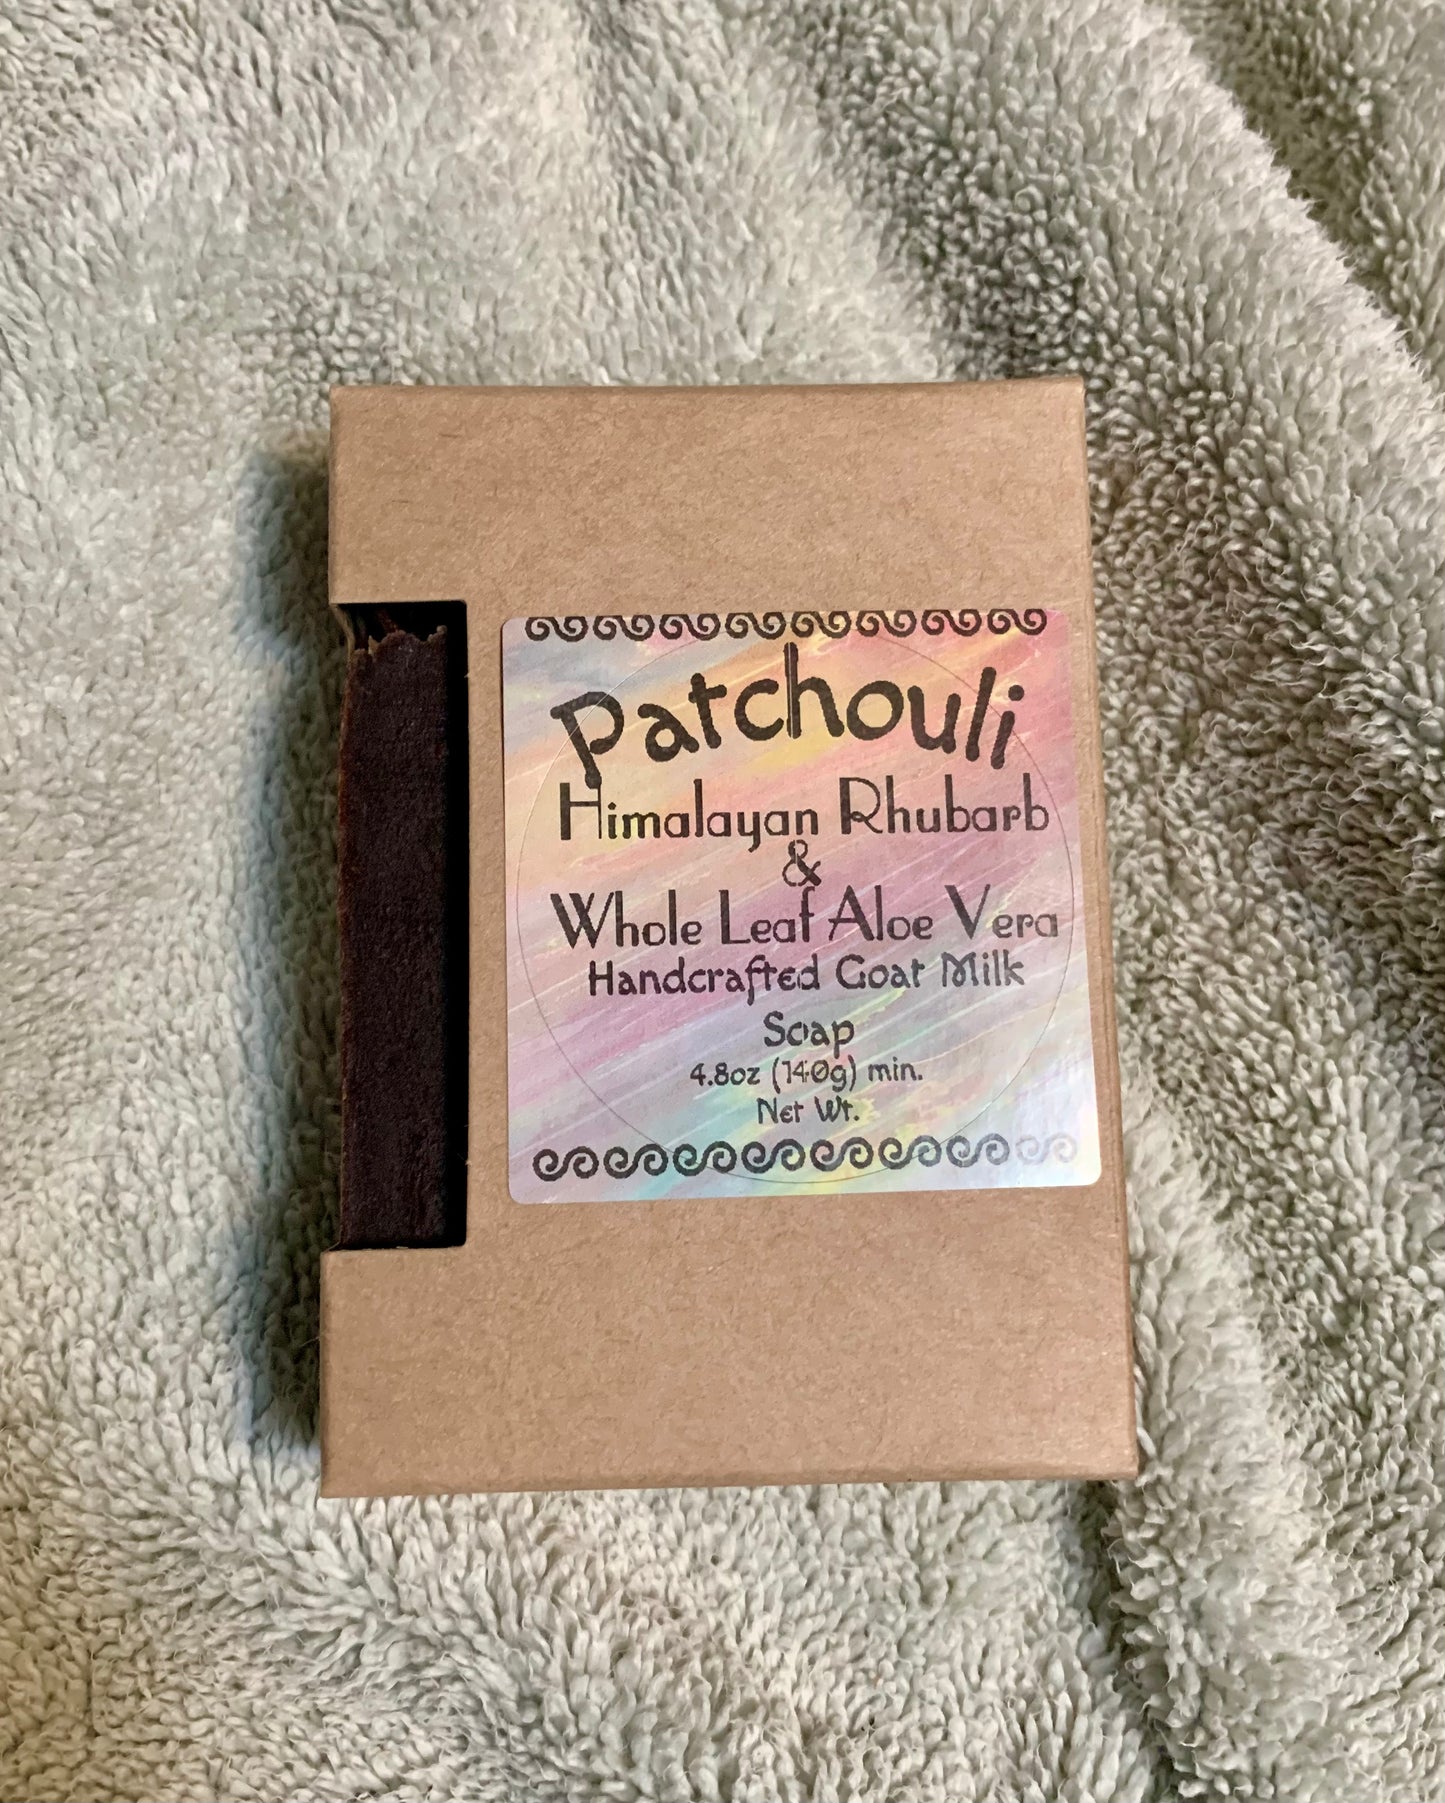 Patchouli
Himalayan Rhubarb
&
Whole Leaf Aloe Vera
Handcrafted Goat Milk
Soap
4.8oz (140g) min.
Net Wt.